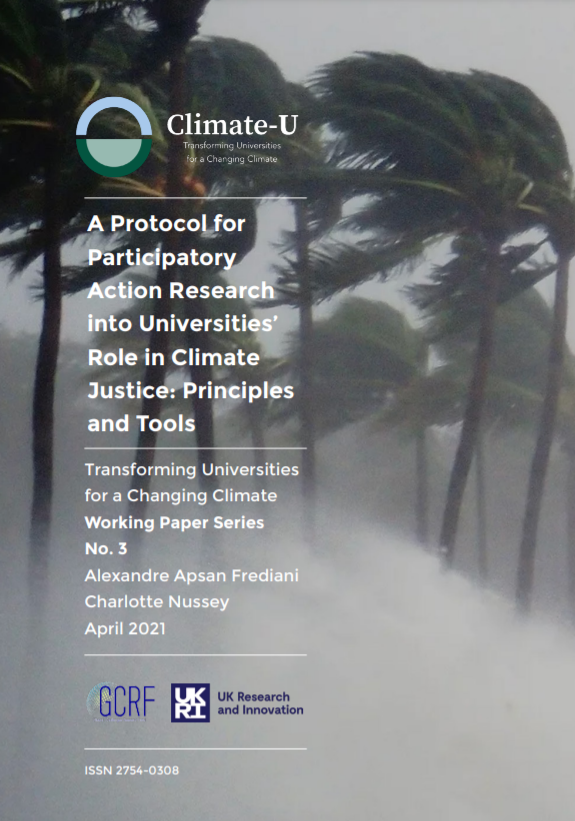 Climate-U
Transforming Universities
for a Changing Climate
A Protocol for
Participatory
Action Research
into Universities’
Role in Climate
Justice: Principles
and Tools
Transforming Universities
for a Changing Climate
Working Paper Series
No. 3
Alexandre Apsan Frediani
Charlotte Nussey
April 2021
GCRF
UK
RI
UK Research
and Innovation
ISSN 2754-0308